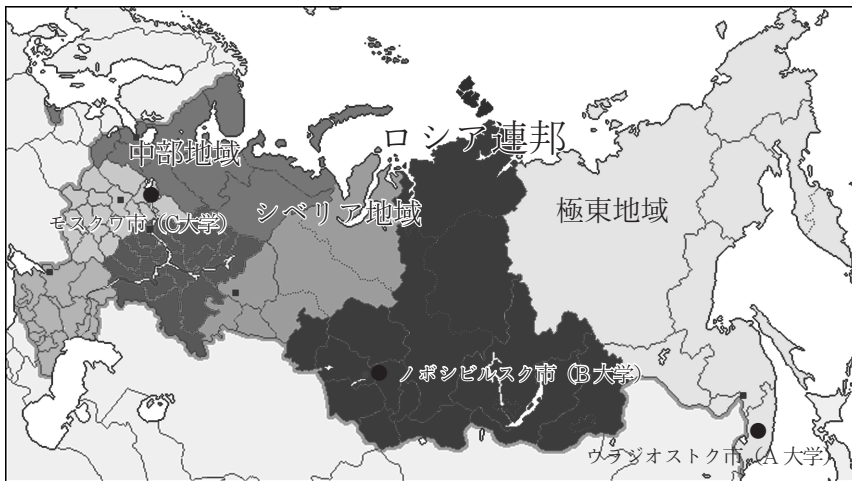 ロシア連邦
中部地域
シベリア地域
極東地域
モスクワ市（C大学）
ノボシビルスク市（B大学）
ウラジオストク市（A大学）